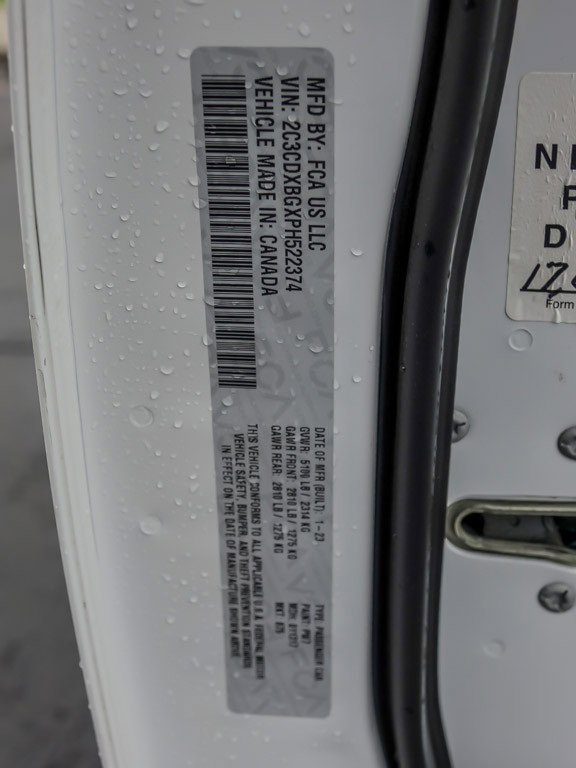 MFD BY: FCA US LLC
VIN: 2C3CDXBGXPH522374
VEHICLE MADE IN: CANADA
DATE OF MFR (BUILT): 1-23
GVWR: 5100 LB / 2314 KG
GAWR FRONT: 2810 LB / 1275 KG
GAWR REAR: 2810 LB / 1275 KG
TYPE: PASSENGER CAR
PAINT: PW7
MDH:
MKT:
THIS VEHICLE CONFORMS TO ALL APPLICABLE U.S.A. FEDERAL MOTOR
VEHICLE SAFETY, BUMPER, AND THEFT PREVENTION STANDARDS
IN EFFECT ON THE DATE OF MANUFACTURE SHOWN ABOVE
N
D
Form